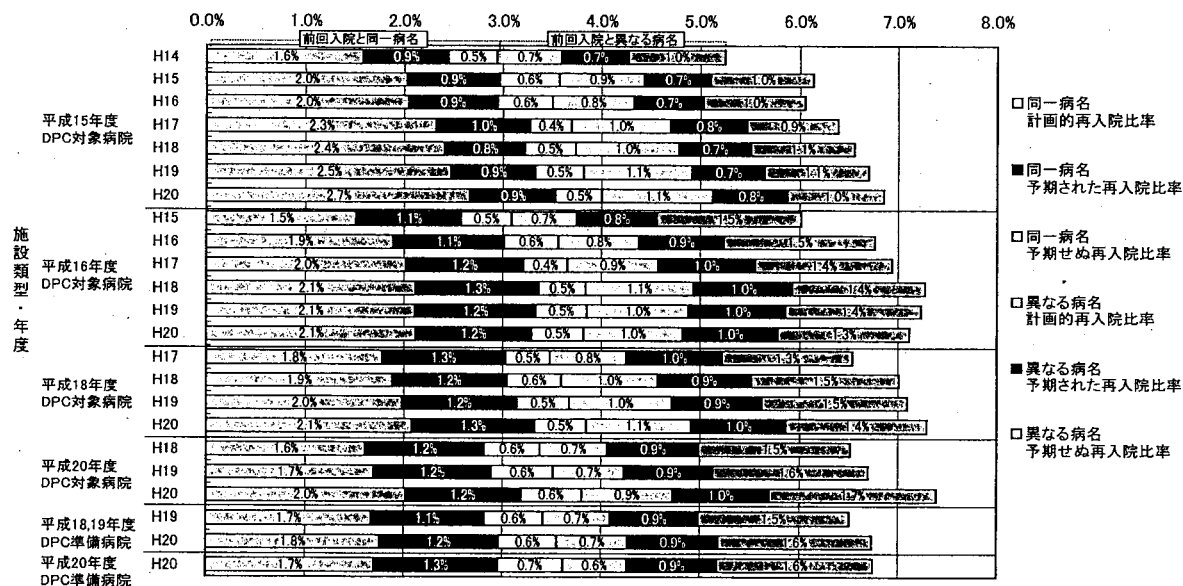 0.0% 1.0% 2.0% 3.0% 4.0% 5.0% 6.0% 7.0% 8.0%
前回入院と同一病名 前回入院と異なる病名
施設類型・年度
平成15年度
DPC対象病院
H14 1.6% 0.9% 0.5% 0.7% 0.7% 1.0%
H15 2.0% 0.9% 0.6% 0.9% 0.7% 1.0%
H16 2.0% 0.9% 0.6% 0.8% 0.7% 1.0%
H17 2.3% 1.0% 0.4% 1.0% 0.8% 0.9%
H18 2.4% 0.8% 0.5% 1.0% 0.7% 1.1%
H19 2.5% 0.9% 0.5% 1.1% 0.7% 1.1%
H20 2.7% 0.9% 0.5% 1.1% 0.8% 1.0%
平成16年度
DPC対象病院
H15 1.5% 1.1% 0.5% 0.7% 0.8% 1.5%
H16 1.9% 1.1% 0.6% 0.8% 0.9% 1.5%
H17 2.0% 1.2% 0.4% 0.9% 1.0% 1.4%
H18 2.1% 1.3% 0.5% 1.1% 1.0% 1.4%
H19 2.1% 1.2% 0.5% 1.0% 1.0% 1.4%
H20 2.1% 1.2% 0.5% 1.0% 1.0% 1.3%
平成18年度
DPC対象病院
H17 1.8% 1.3% 0.5% 0.8% 1.0% 1.3%
H18 1.9% 1.2% 0.6% 1.0% 0.9% 1.5%
H19 2.0% 1.2% 0.5% 1.0% 0.9% 1.5%
H20 2.1% 1.3% 0.5% 1.1% 1.0% 1.4%
平成20年度
DPC対象病院
H18 1.6% 1.2% 0.6% 0.7% 0.9% 1.5%
H19 1.7% 1.2% 0.6% 0.7% 0.9% 1.6%
H20 2.0% 1.2% 0.6% 0.9% 1.0% 1.7%
平成18,19年度
DPC準備病院
H19 1.7% 1.1% 0.6% 0.7% 0.9% 1.5%
H20 1.8% 1.2% 0.6% 0.7% 0.9% 1.6%
平成20年度
DPC準備病院
H20 1.7% 1.3% 0.7% 0.6% 0.9% 1.6%
同一病名
計画的再入院比率
同一病名
予期された再入院比率
同一病名
予期せぬ再入院比率
異なる病名
計画的再入院比率
異なる病名
予期された再入院比率
異なる病名
予期せぬ再入院比率